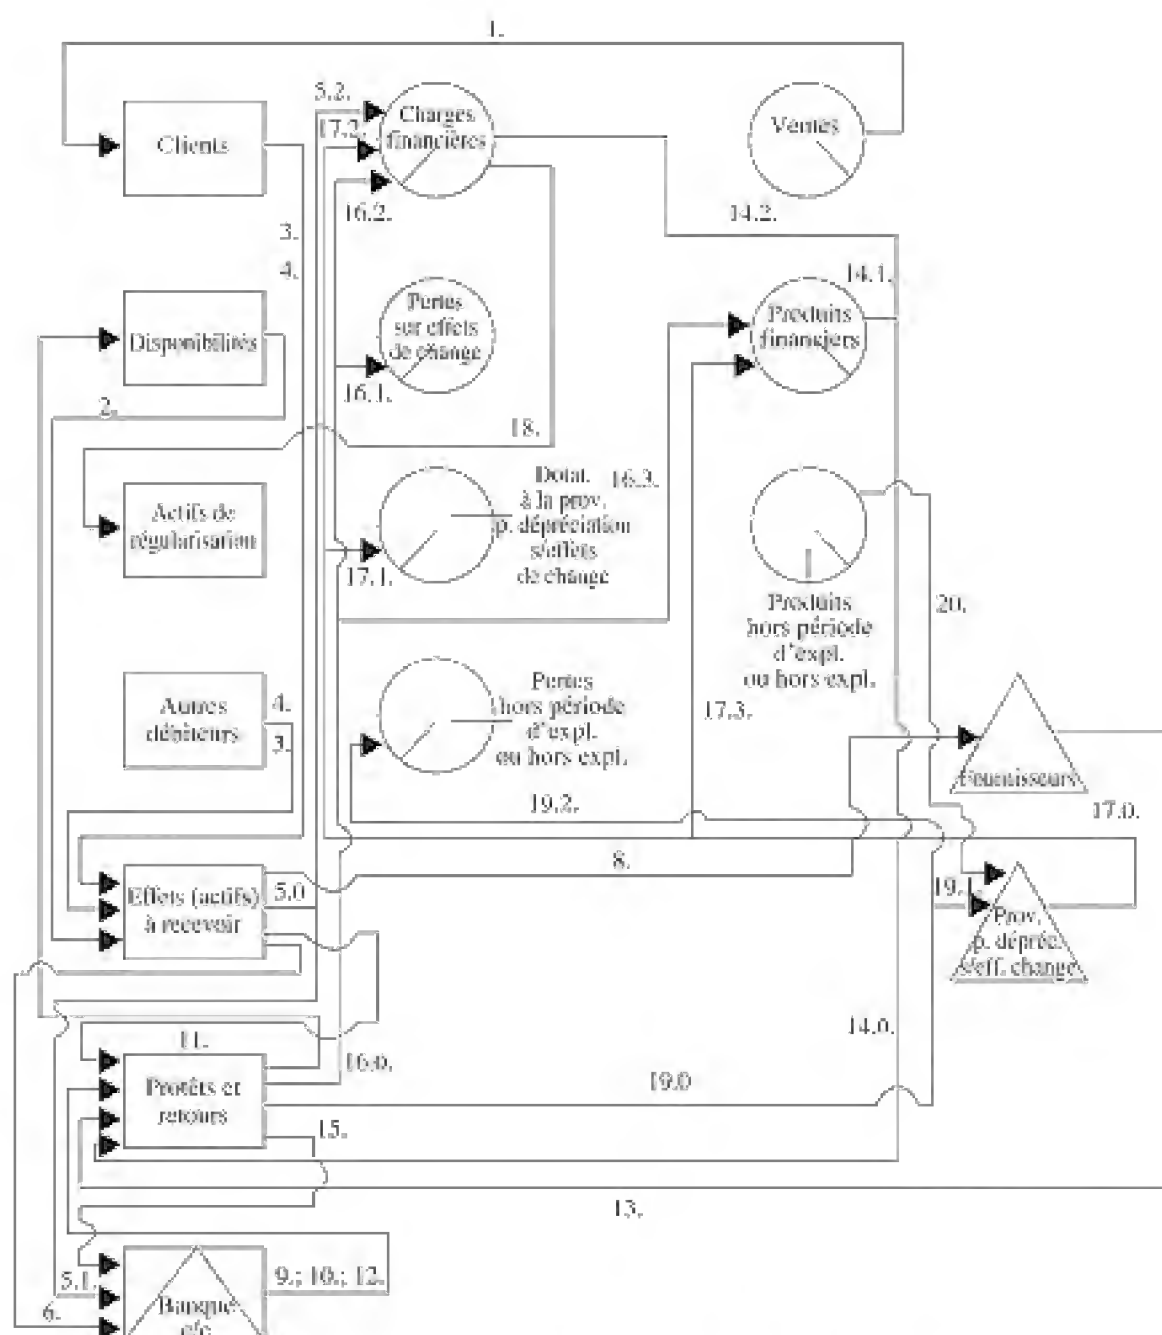 1.
5.2.
Charges
financières
17.2.
Ventes
Clients
16.2.
14.2.
3.
4.
14.1.
Pertes
sur effets
de change
Produits
financiers
Disponibilités
16.1.
2.
18.
Dotat.
à la prov.
p. dépréciation
s/effets
de change
16.3.
Actifs de
régularisation
17.1.
Produits
hors période
d'expl.
ou hors expl.
20.
Autres
débiteurs
4.
3.
Pertes
hors période
d'expl.
ou hors expl.
17.3.
Fournisseurs
19.2.
17.0.
8.
Effets (actifs)
à recevoir
5.0
19.1
Prov.
p. dépréc.
s/eff. change
14.0.
11.
16.0.
Protêts et
retours
19.0
15.
13.
5.1.
9.; 10.; 12.
6.
Banque
c/c